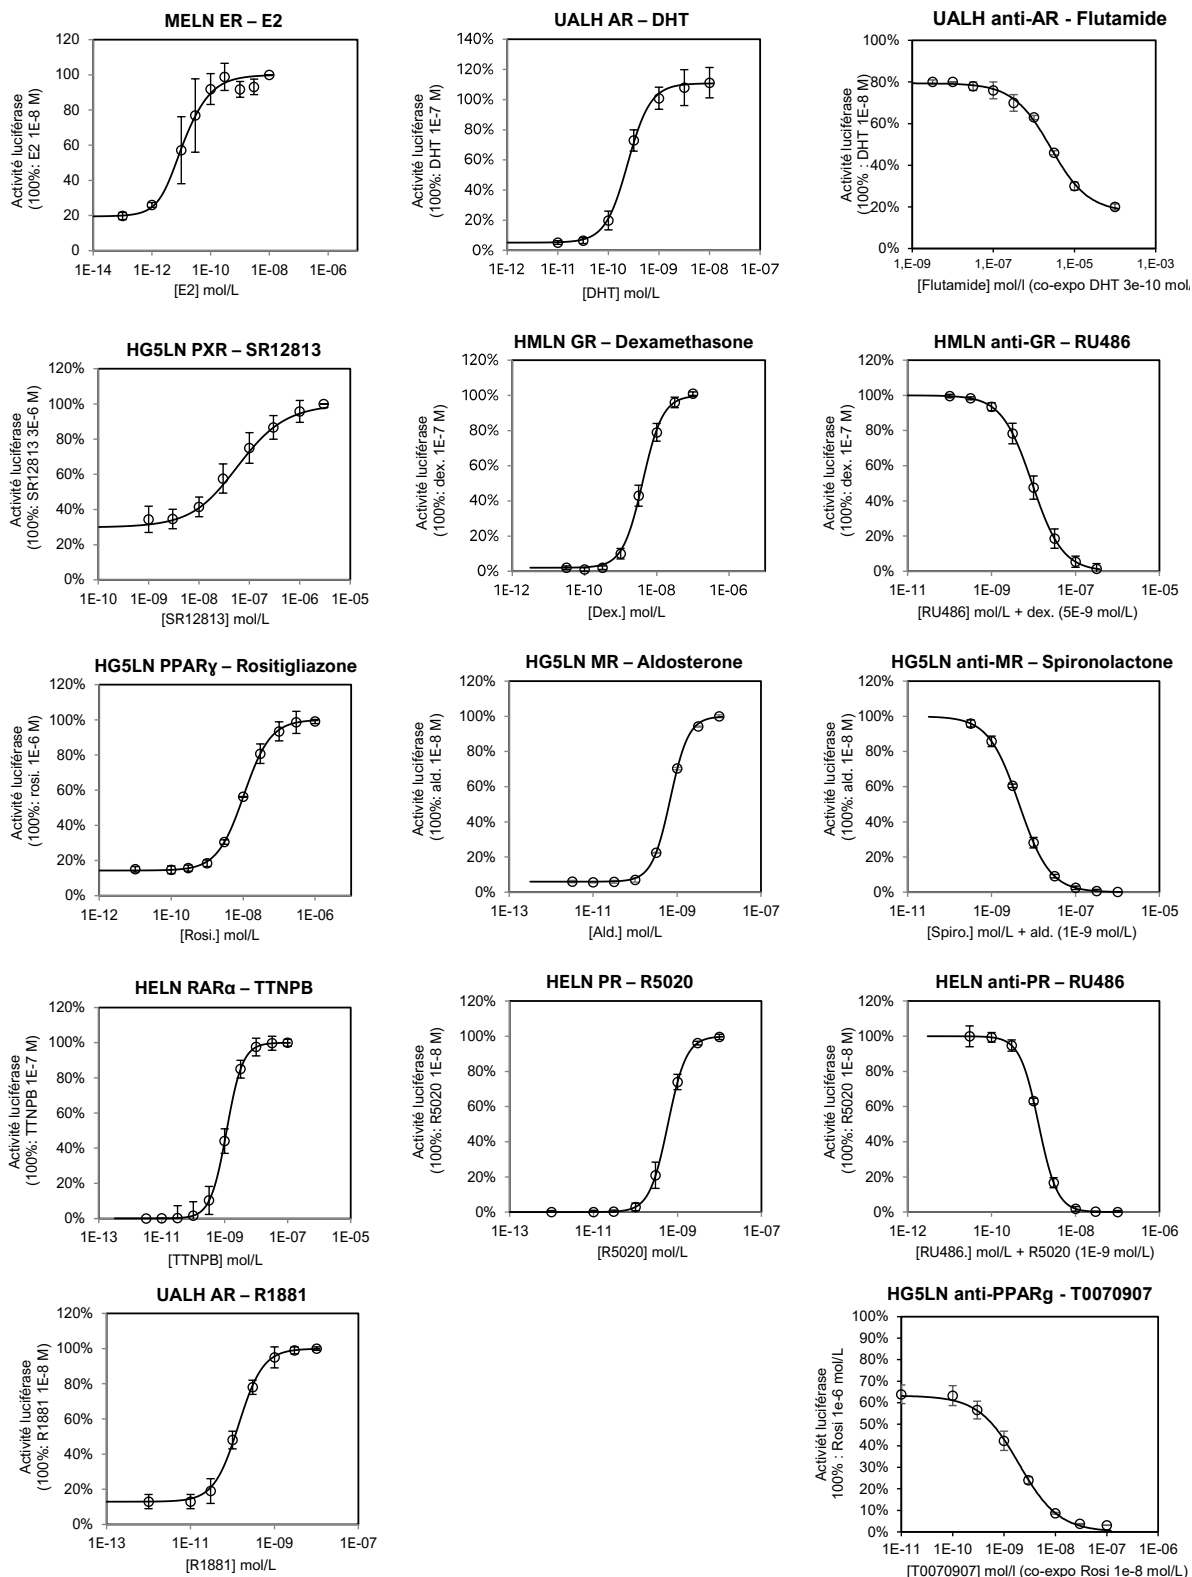 MELN ER – E2
120
100
80
60
40
20
0
1E-14 1E-12 1E-10 1E-08 1E-06
Activité luciférase
(100%: E2 1E-8 M)
[E2] mol/L
UALH AR – DHT
140%
120%
100%
80%
60%
40%
20%
0%
1E-12 1E-11 1E-10 1E-09 1E-08 1E-07
Activité luciférase
(100%: DHT 1E-7 M)
[DHT] mol/L
UALH anti-AR - Flutamide
100%
80%
60%
40%
20%
0%
1,E-09 1,E-07 1,E-05 1,E-03
Activité luciférase
(100% : DHT 1E-8 M)
[Flutamide] mol/l (co-expo DHT 3e-10 mol/
HG5LN PXR – SR12813
120%
100%
80%
60%
40%
20%
0%
1E-10 1E-09 1E-08 1E-07 1E-06 1E-05
Activité luciférase
(100%: SR12813 3E-6 M)
[SR12813] mol/L
HMLN GR – Dexamethasone
120%
100%
80%
60%
40%
20%
0%
1E-12 1E-10 1E-08 1E-06
Activité luciférase
(100%: dex. 1E-7 M)
[Dex.] mol/L
HMLN anti-GR – RU486
120%
100%
80%
60%
40%
20%
0%
1E-11 1E-09 1E-07 1E-05
Activité luciférase
(100%: dex. 1E-7 M)
[RU486] mol/L + dex. (5E-9 mol/L)
HG5LN PPARɣ – Rositigliazone
120%
100%
80%
60%
40%
20%
0%
1E-12 1E-10 1E-08 1E-06
Activité luciférase
(100%: rosi. 1E-6 M)
[Rosi.] mol/L
HG5LN MR – Aldosterone
120%
100%
80%
60%
40%
20%
0%
1E-13 1E-11 1E-09 1E-07
Activité luciférase
(100%: ald. 1E-8 M)
[Ald.] mol/L
HG5LN anti-MR – Spironolactone
120%
100%
80%
60%
40%
20%
0%
1E-11 1E-09 1E-07 1E-05
Activité luciférase
(100%: ald. 1E-8 M)
[Spiro.] mol/L + ald. (1E-9 mol/L)
HELN RARα – TTNPB
120%
100%
80%
60%
40%
20%
0%
1E-13 1E-11 1E-09 1E-07 1E-05
Activité luciférase
(100%: TTNPB 1E-7 M)
[TTNPB] mol/L
HELN PR – R5020
120%
100%
80%
60%
40%
20%
0%
1E-13 1E-11 1E-09 1E-07
Activité luciférase
(100%: R5020 1E-8 M)
[R5020] mol/L
HELN anti-PR – RU486
120%
100%
80%
60%
40%
20%
0%
1E-12 1E-10 1E-08 1E-06
Activité luciférase
(100%: R5020 1E-8 M)
[RU486.] mol/L + R5020 (1E-9 mol/L)
UALH AR – R1881
120%
100%
80%
60%
40%
20%
0%
1E-13 1E-11 1E-09 1E-07
Activité luciférase
(100%: R1881 1E-8 M)
[R1881] mol/L
HG5LN anti-PPARg - T0070907
100%
90%
80%
70%
60%
50%
40%
30%
20%
10%
0%
1E-11 1E-10 1E-09 1E-08 1E-07 1E-06
Activiét luciférase
100% : Rosi 1e-6 mol/L
[T0070907] mol/l (co-expo Rosi 1e-8 mol/L)